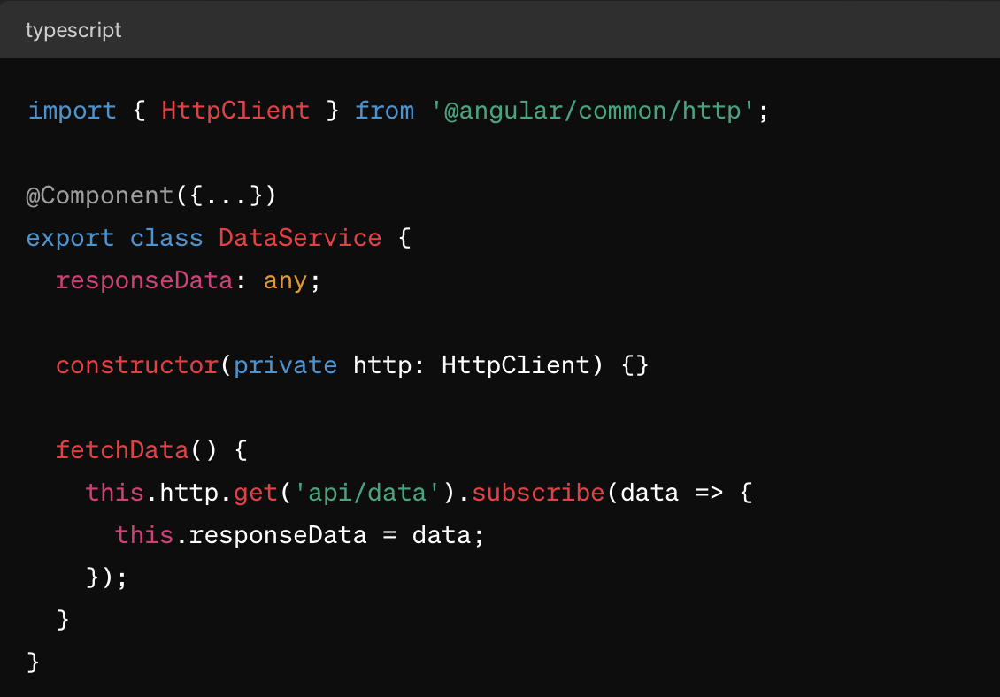 typescript
import { HttpClient } from '@angular/common/http';
@Component({...})
export class DataService {
  responseData: any;
  constructor(private http: HttpClient) {}
  fetchData() {
    this.http.get('api/data').subscribe(data => {
      this.responseData = data;
    });
  }
}